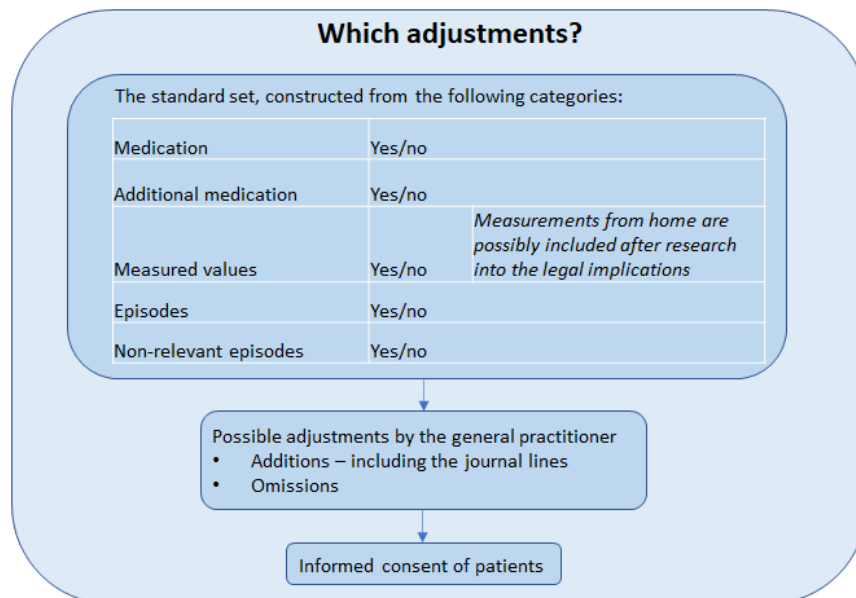 Which adjustments?
The standard set, constructed from the following categories:
Medication Yes/no
Additional medication Yes/no
Measured values Yes/no Measurements from home are
possibly included after research
into the legal implications
Episodes Yes/no
Non-relevant episodes Yes/no
Possible adjustments by the general practitioner
• Additions – including the journal lines
• Omissions
Informed consent of patients